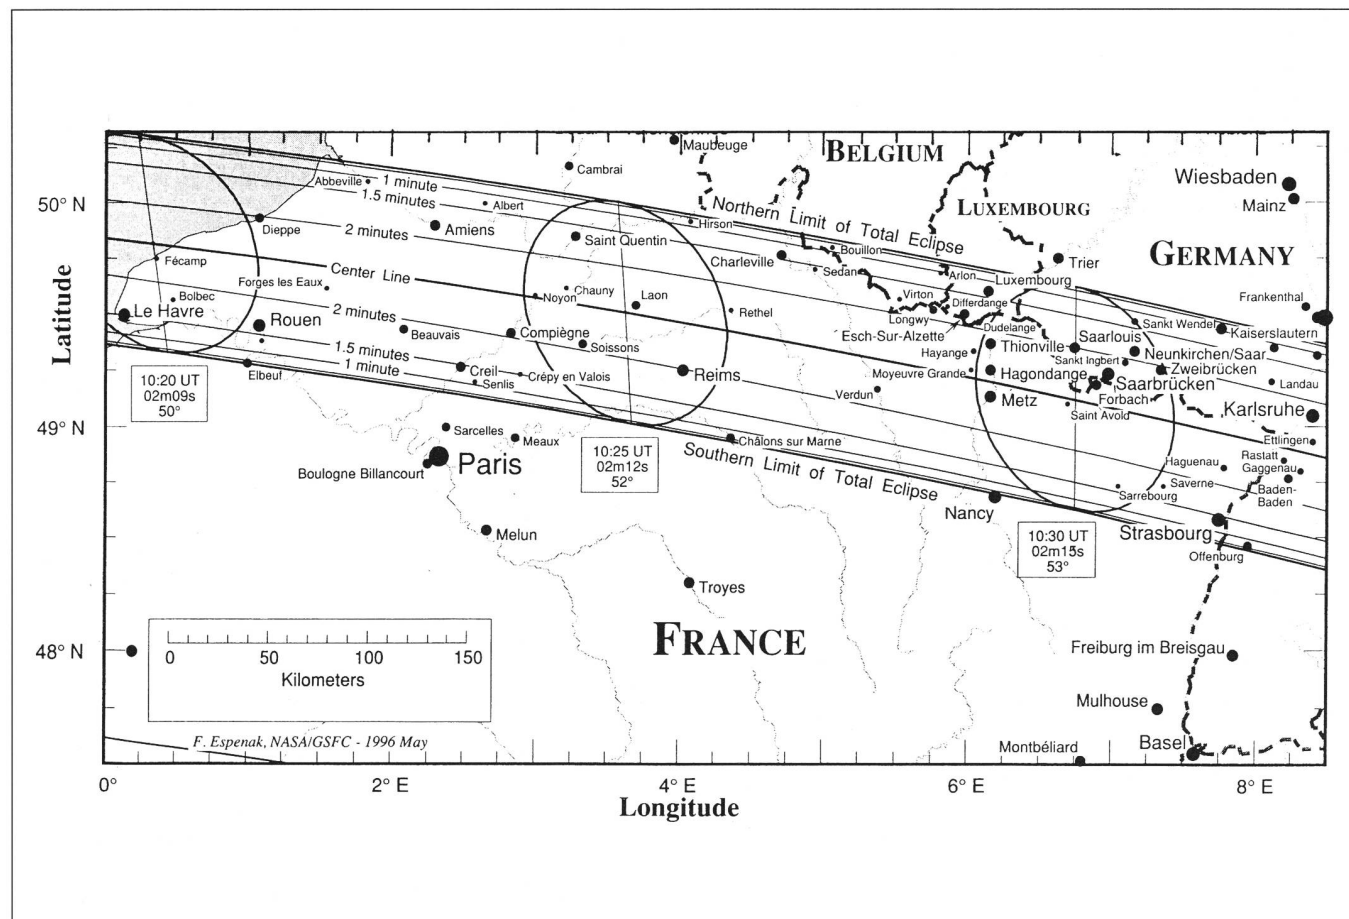 Maubeuge
BELGIUM
Cambrai
Wiesbaden
Mainz
Abbeville
1 minute
1.5 minutes
Albert
50° N
LUXEMBOURG
Northern Limit of Total Eclipse
Hirson
Dieppe
2 minutes
Amiens
Saint Quentin
Bouillon
GERMANY
Charleville
Sedan
Trier
Fécamp
Center Line
Arlon
Luxembourg
Forges les Eaux
Chauny
Noyon
Laon
Bolbec
Virton
Differdange
Frankenthal
Le Havre
Rethel
Longwy
Dudelange
Sankt Wendel
Rouen
2 minutes
Beauvais
Compiègne
Esch-Sur-Alzette
Saarlouis
Kaiserslautern
Soissons
Hayange
Thionville
Neunkirchen/Saar
Sankt Ingbert
Zweibrücken
1.5 minutes
1 minute
Elbeuf
Creil
Crépy en Valois
Senlis
Reims
Moyeuvre Grande
Hagondange
Saarbrücken
Landau
Verdun
Metz
Forbach
Saint Avold
Karlsruhe
Latitude
10:20 UT
02m09s
50°
49° N
Sarcelles
Meaux
Châlons sur Marne
Ettlingen
Paris
Boulogne Billancourt
10:25 UT
02m12s
52°
Southern Limit of Total Eclipse
Haguenau
Rastatt
Gaggenau
Saverne
Sarrebourg
Baden-
Baden
Nancy
Melun
10:30 UT
02m15s
53°
Strasbourg
Offenburg
Troyes
FRANCE
48° N
0 50 100 150
Kilometers
Freiburg im Breisgau
Mulhouse
F. Espenak, NASA/GSFC - 1996 May
Montbéliard
Basel
0° 2° E 4° E 6° E 8° E
Longitude